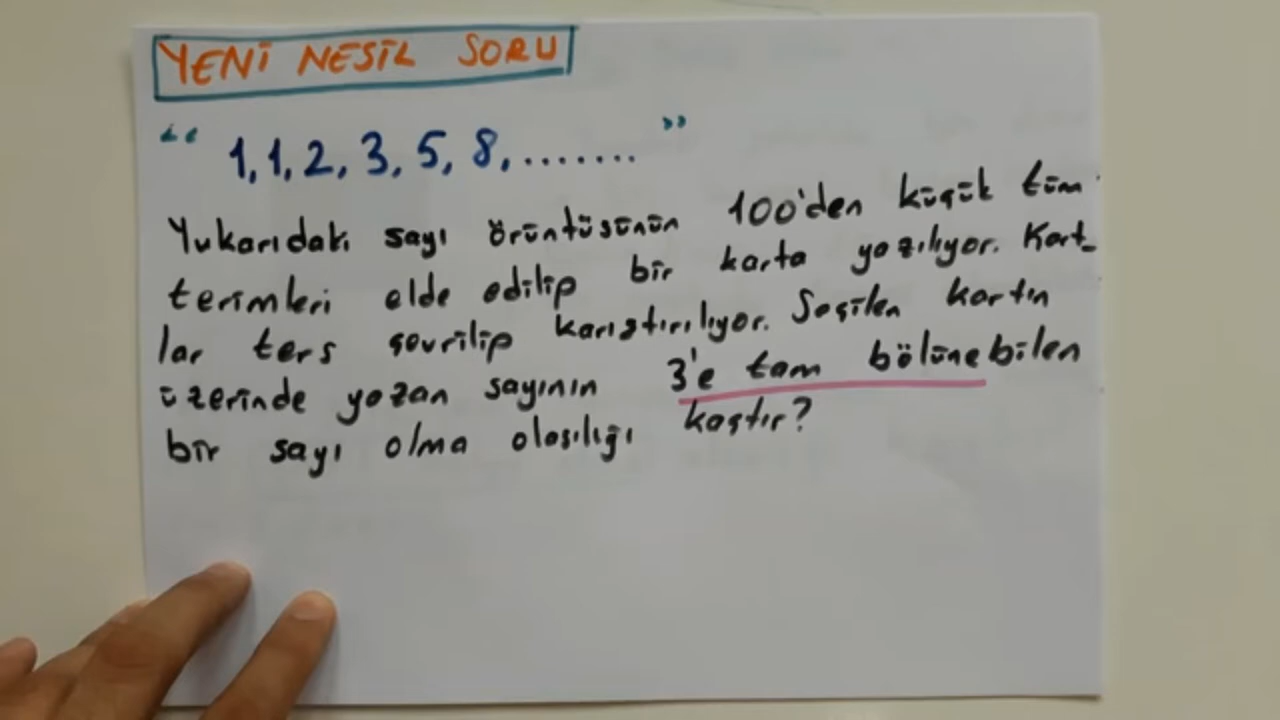 YENİ NESİL SORU
“ 1, 1, 2, 3, 5, 8, ....... ”
Yukarıdaki sayı örüntüsünün 100'den küçük tüm
terimleri elde edilip bir karta yazılıyor. Kart-
lar ters çevrilip karıştırılıyor. Seçilen kartın
üzerinde yazan sayının 3'e tam bölünebilen
bir sayı olma olasılığı kaçtır?